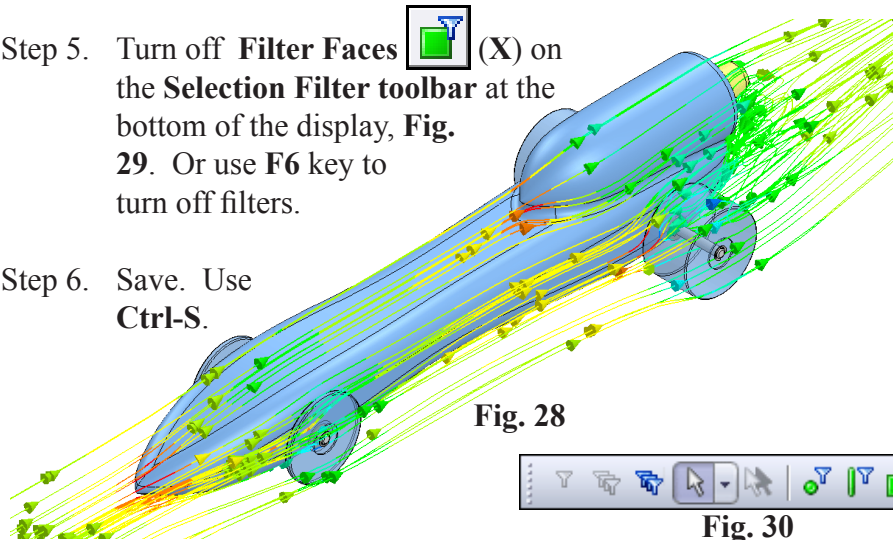 Step 5. Turn off Filter Faces (X) on
the Selection Filter toolbar at the
bottom of the display, Fig.
29. Or use F6 key to
turn off filters.
Step 6. Save. Use
Ctrl-S.
Fig. 28
Fig. 30